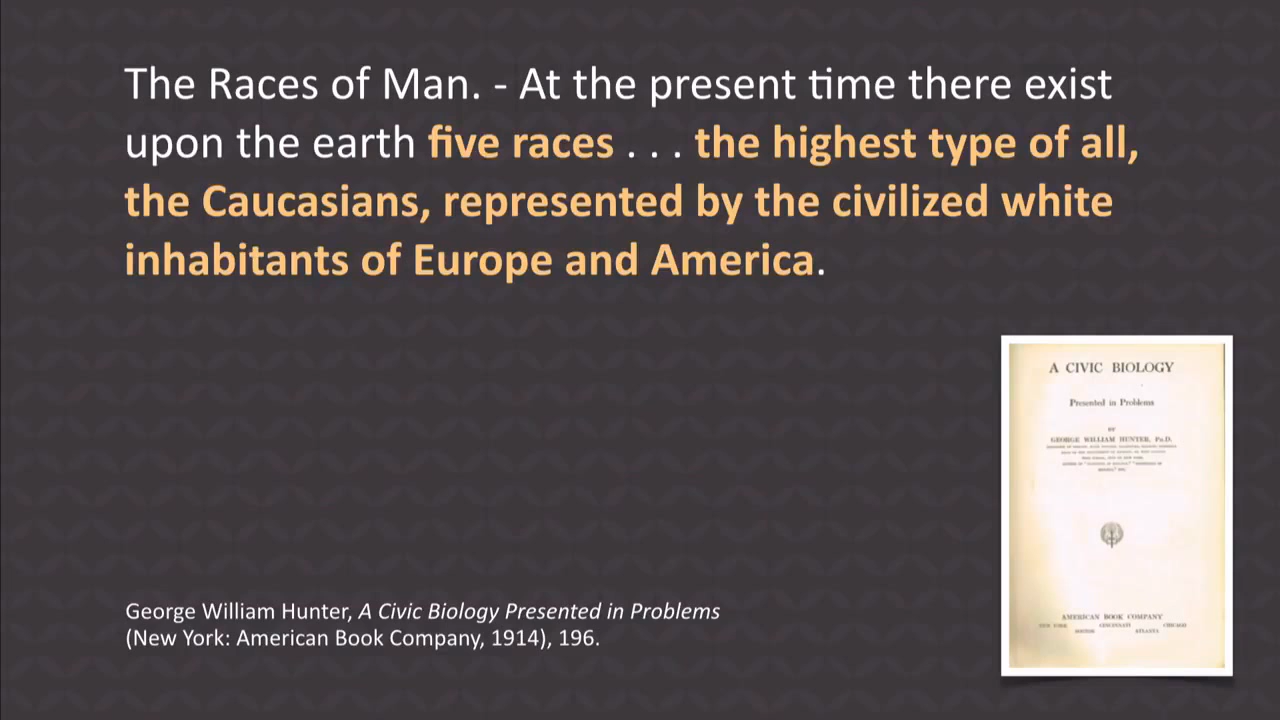 The Races of Man. - At the present time there exist
upon the earth five races . . . the highest type of all,
the Caucasians, represented by the civilized white
inhabitants of Europe and America.
A CIVIC BIOLOGY
Presented in Problems
BY
GEORGE WILLIAM HUNTER, PH.D.
AMERICAN BOOK COMPANY
NEW YORK CINCINNATI CHICAGO
BOSTON ATLANTA
George William Hunter, A Civic Biology Presented in Problems
(New York: American Book Company, 1914), 196.